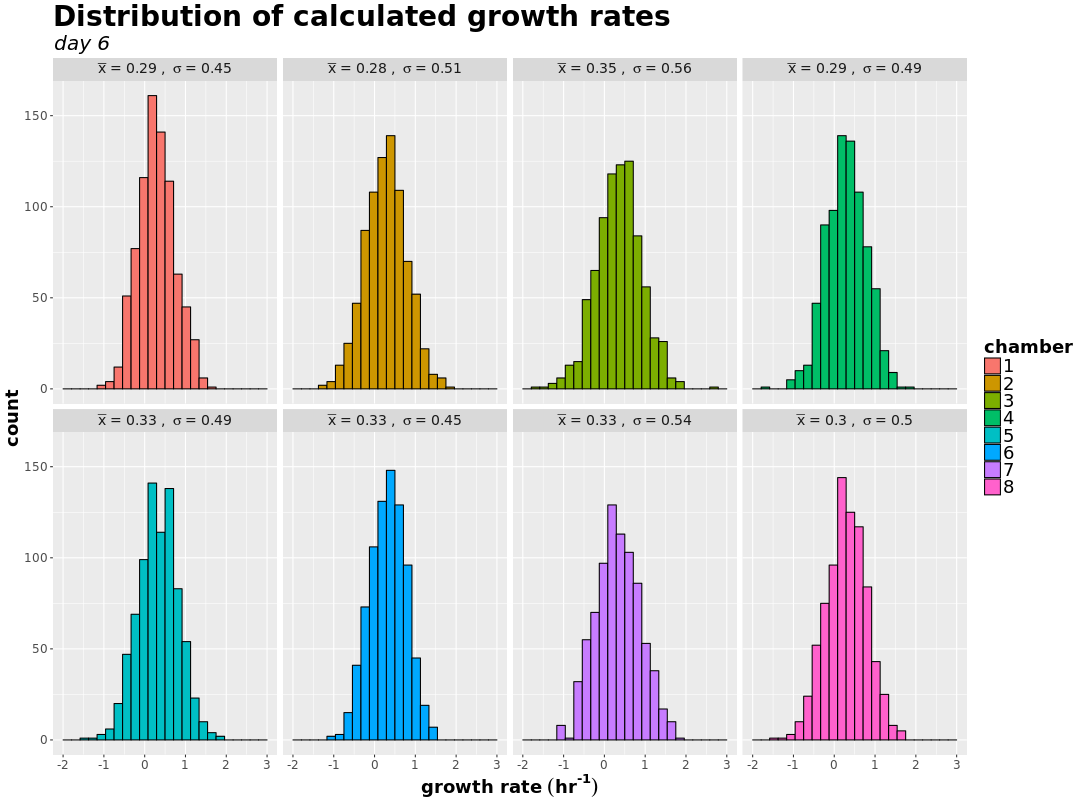 Distribution of calculated growth rates
day 6
x̅ = 0.29 , σ = 0.45
x̅ = 0.28 , σ = 0.51
x̅ = 0.35 , σ = 0.56
x̅ = 0.29 , σ = 0.49
150
100
50
0
count
x̅ = 0.33 , σ = 0.49
x̅ = 0.33 , σ = 0.45
x̅ = 0.33 , σ = 0.54
x̅ = 0.3 , σ = 0.5
150
100
50
0
-2 -1 0 1 2 3
-2 -1 0 1 2 3
-2 -1 0 1 2 3
-2 -1 0 1 2 3
growth rate (hr⁻¹)
chamber
1
2
3
4
5
6
7
8